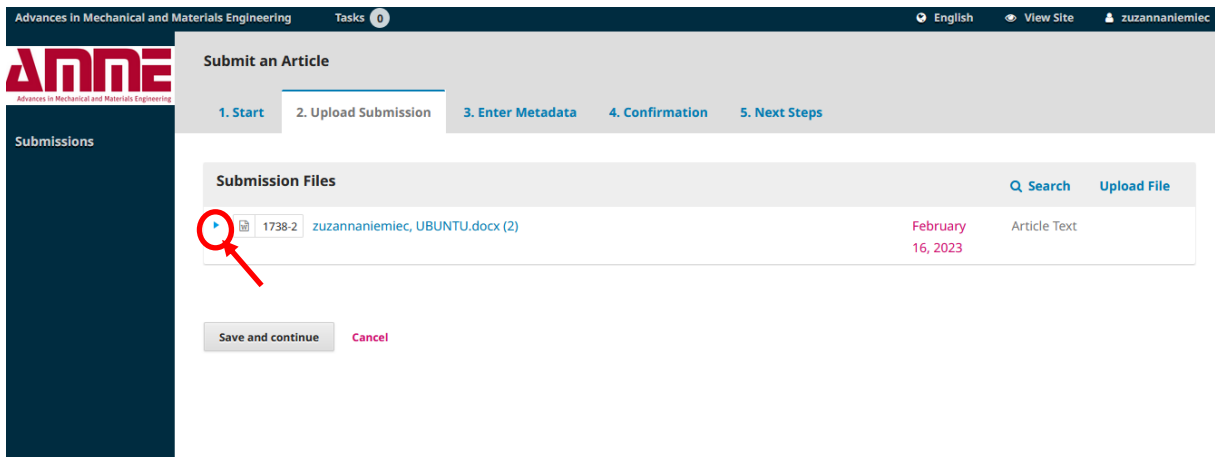 Advances in Mechanical and Materials Engineering Tasks 0 English View Site zuzannaniemiec
AMME
Advances in Mechanical and Materials Engineering
Submissions
Submit an Article
1. Start 2. Upload Submission 3. Enter Metadata 4. Confirmation 5. Next Steps
Submission Files Search Upload File
1738-2 zuzannaniemiec, UBUNTU.docx (2) February Article Text
16, 2023
Save and continue Cancel